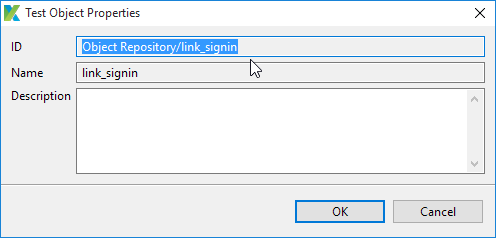 Test Object Properties
ID
Object Repository/link_signin
Name
link_signin
Description
OK
Cancel